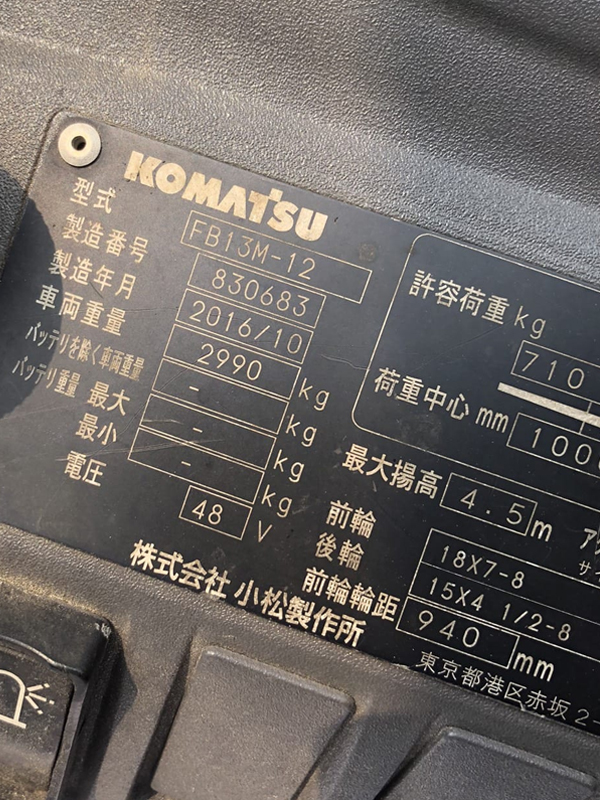 KOMATSU
型式 FB13M-12
製造番号 830683
製造年月 2016/10
車両重量 2990 kg
バッテリを除く車両重量 - kg
バッテリ重量 最大 - kg
最小 - kg
電圧 48 V
株式会社 小松製作所
許容荷重 kg
710
荷重中心 mm
1000
最大揚高 4.5 m
前輪 18X7-8
後輪 15X4 1/2-8
前輪輪距 940 mm
東京都港区赤坂2-